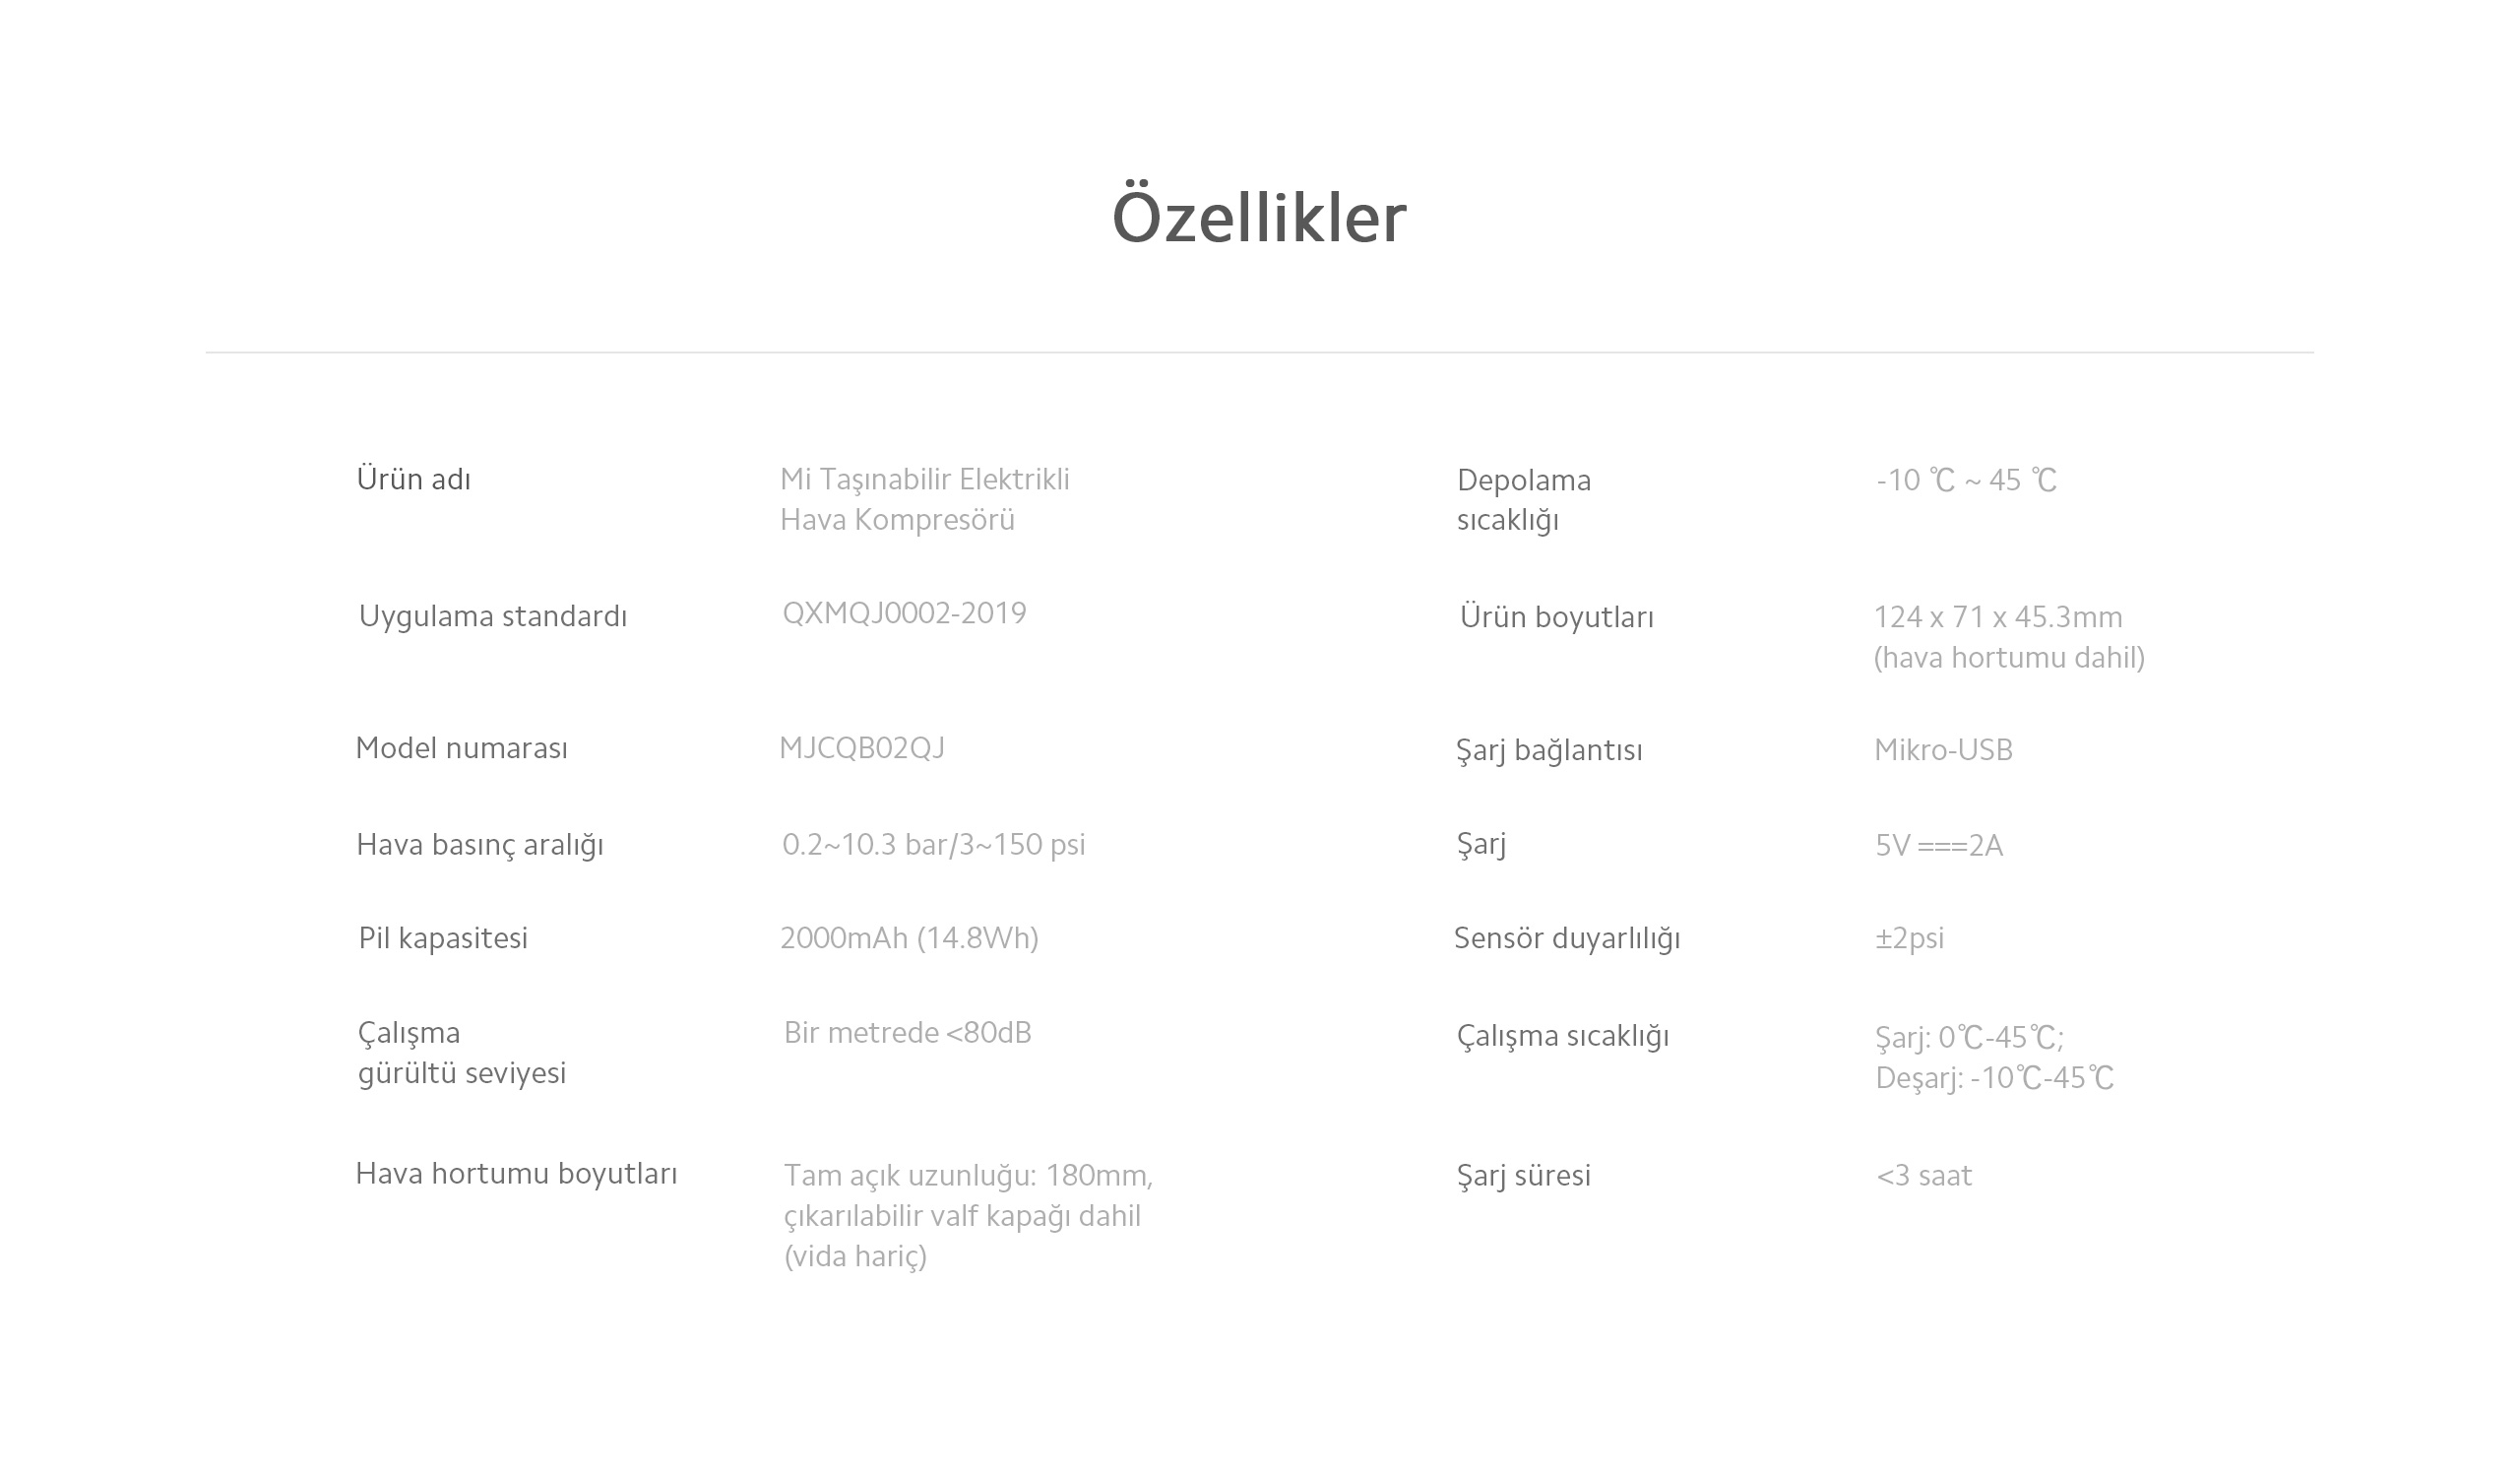 Özellikler
Ürün adı
Mi Taşınabilir Elektrikli
Hava Kompresörü
Uygulama standardı
QXMQJ0002-2019
Model numarası
MJCQB02QJ
Hava basınç aralığı
0.2~10.3 bar/3~150 psi
Pil kapasitesi
2000mAh (14.8Wh)
Çalışma
gürültü seviyesi
Bir metrede <80dB
Hava hortumu boyutları
Tam açık uzunluğu: 180mm,
çıkarılabilir valf kapağı dahil
(vida hariç)
Depolama
sıcaklığı
-10 ℃ ~ 45 ℃
Ürün boyutları
124 x 71 x 45.3mm
(hava hortumu dahil)
Şarj bağlantısı
Mikro-USB
Şarj
5V ===2A
Sensör duyarlılığı
±2psi
Çalışma sıcaklığı
Şarj: 0℃-45℃;
Deşarj: -10℃-45℃
Şarj süresi
<3 saat